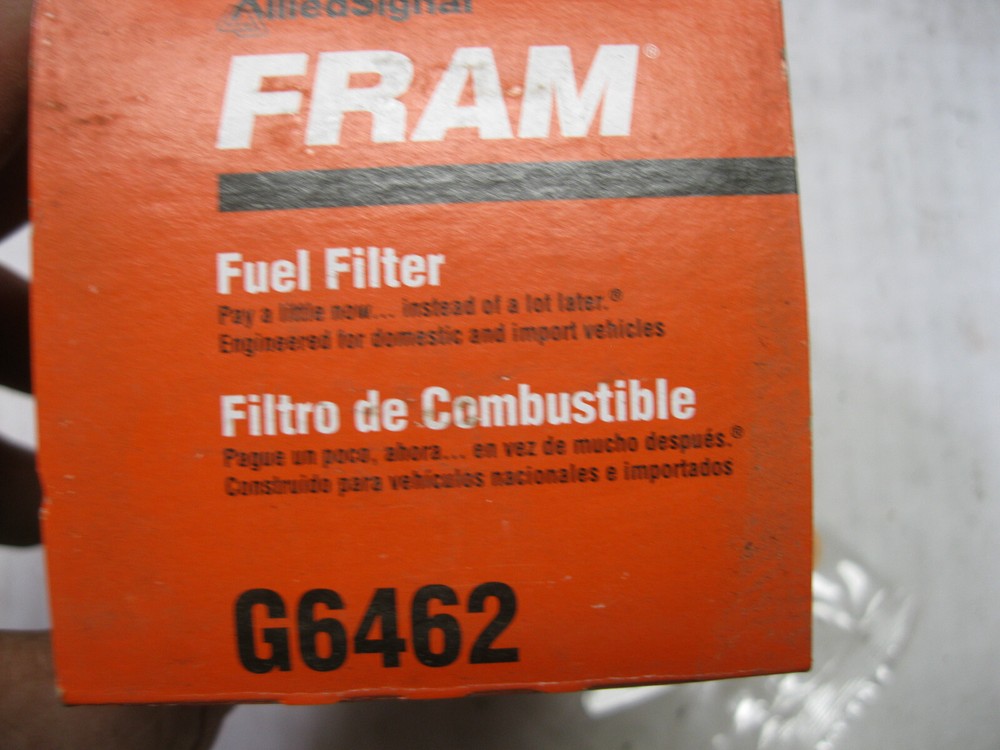 AlliedSignal
FRAM®
Fuel Filter
Pay a little now... instead of a lot later.®
Engineered for domestic and import vehicles
Filtro de Combustible
Pague un poco, ahora... en vez de mucho después.®
Construido para vehículos nacionales e importados
G6462